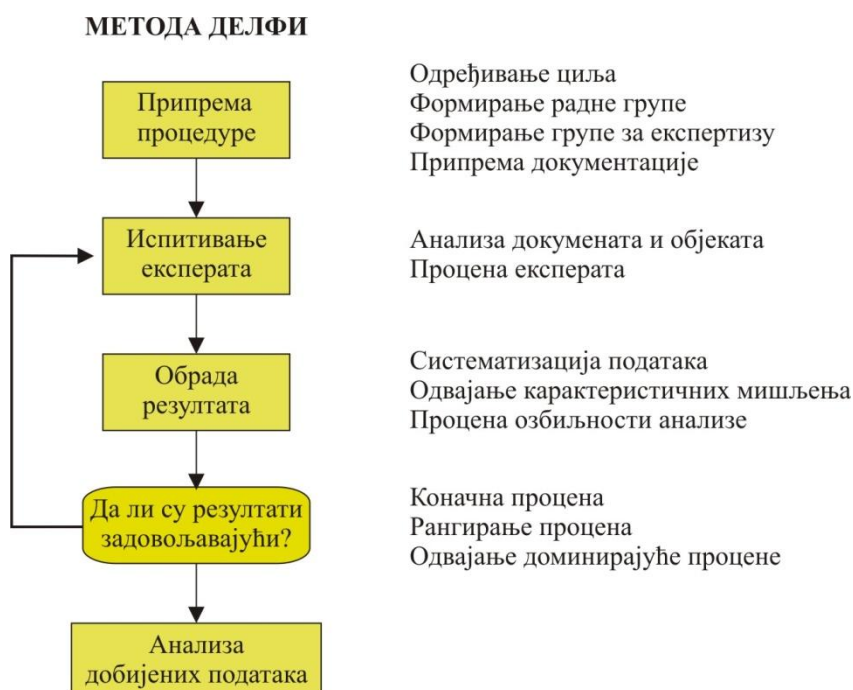 МЕТОДА ДЕЛФИ
Припрема
процедуре
Одређивање циља
Формирање радне групе
Формирање групе за експертизу
Припрема документације
Испитивање
експерата
Анализа докумената и објеката
Процена експерата
Обрада
резултата
Систематизација података
Одвајање карактеристичних мишљења
Процена озбиљности анализе
Да ли су резултати
задовољавајући?
Коначна процена
Рангирање процена
Одвајање доминирајуће процене
Анализа
добијених података